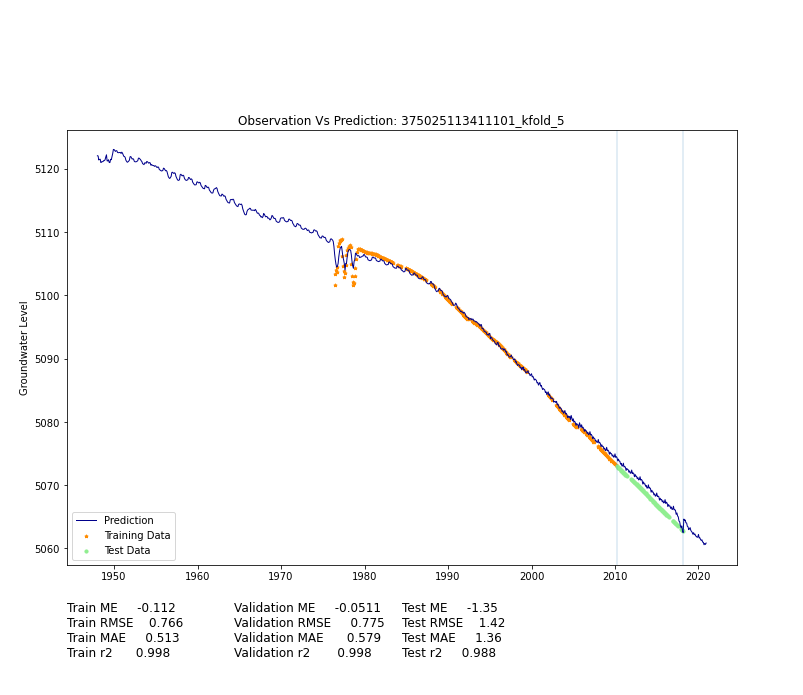 Observation Vs Prediction: 375025113411101_kfold_5
Groundwater Level
5120
5110
5100
5090
5080
5070
5060
Prediction
Training Data
Test Data
1950 1960 1970 1980 1990 2000 2010 2020
Train ME -0.112 Validation ME -0.0511 Test ME -1.35
Train RMSE 0.766 Validation RMSE 0.775 Test RMSE 1.42
Train MAE 0.513 Validation MAE 0.579 Test MAE 1.36
Train r2 0.998 Validation r2 0.998 Test r2 0.988